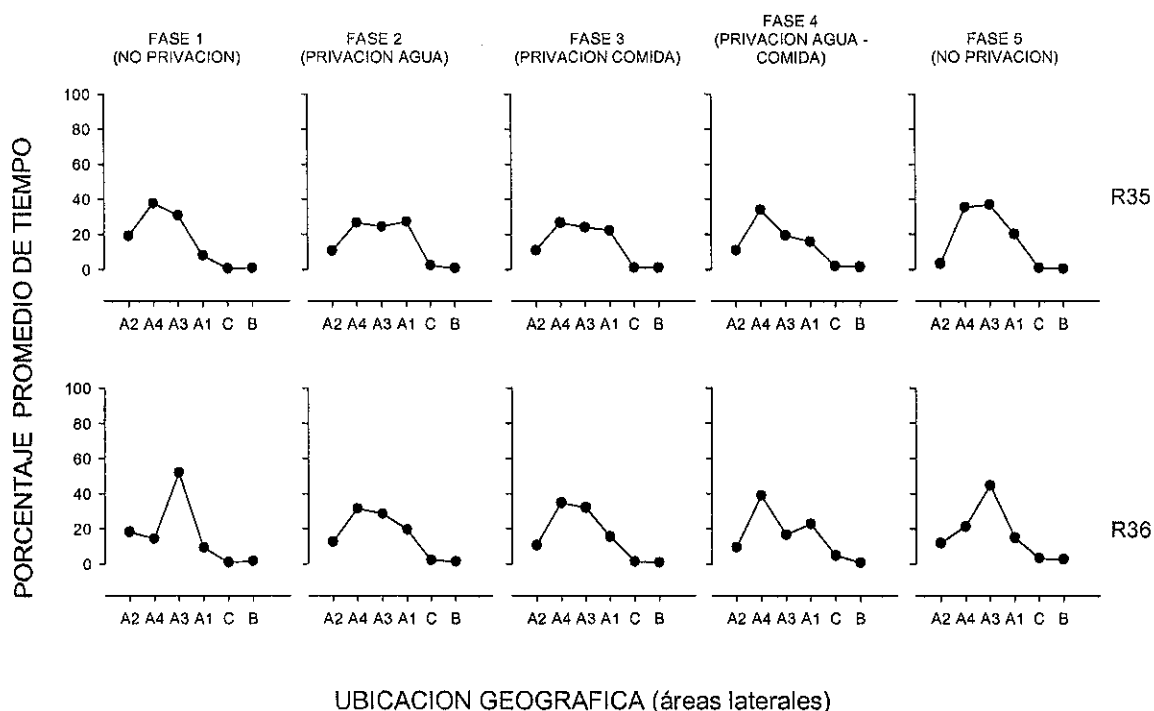 FASE 1
(NO PRIVACION)
FASE 2
(PRIVACION AGUA)
FASE 3
(PRIVACION COMIDA)
FASE 4
(PRIVACION AGUA -
COMIDA)
FASE 5
(NO PRIVACION)
PORCENTAJE PROMEDIO DE TIEMPO
100
80
60
40
20
0
A2 A4 A3 A1 C B
A2 A4 A3 A1 C B
A2 A4 A3 A1 C B
A2 A4 A3 A1 C B
A2 A4 A3 A1 C B
R35
100
80
60
40
20
0
A2 A4 A3 A1 C B
A2 A4 A3 A1 C B
A2 A4 A3 A1 C B
A2 A4 A3 A1 C B
A2 A4 A3 A1 C B
R36
UBICACION GEOGRAFICA (áreas laterales)